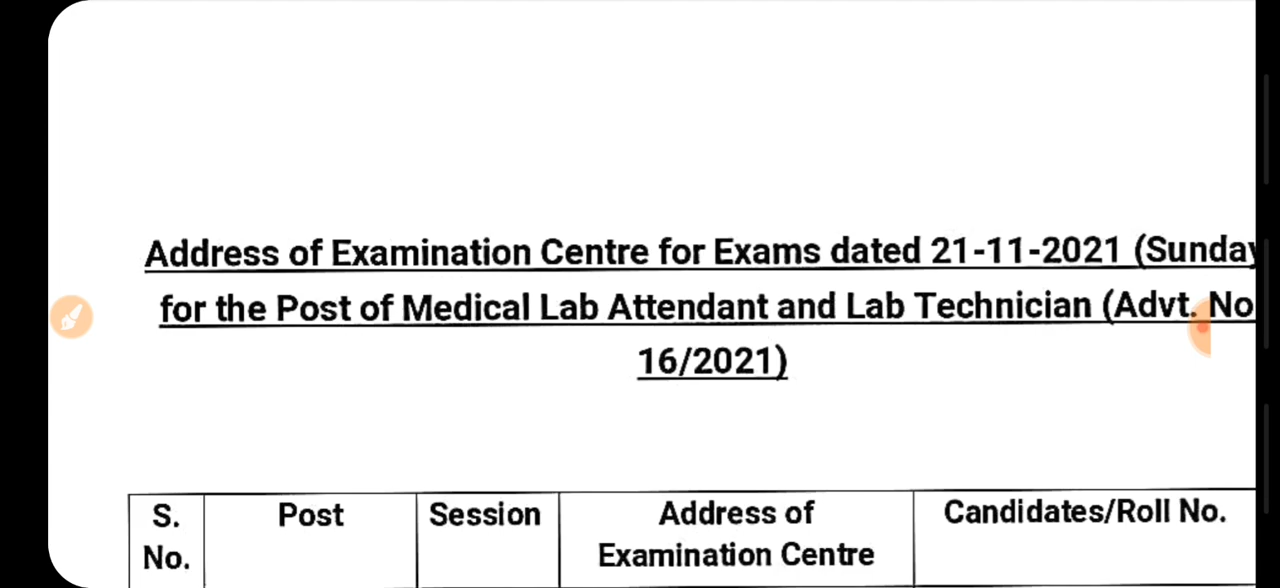 Address of Examination Centre for Exams dated 21-11-2021 (Sunday
for the Post of Medical Lab Attendant and Lab Technician (Advt. No
16/2021)
S. No.
Post
Session
Address of Examination Centre
Candidates/Roll No.